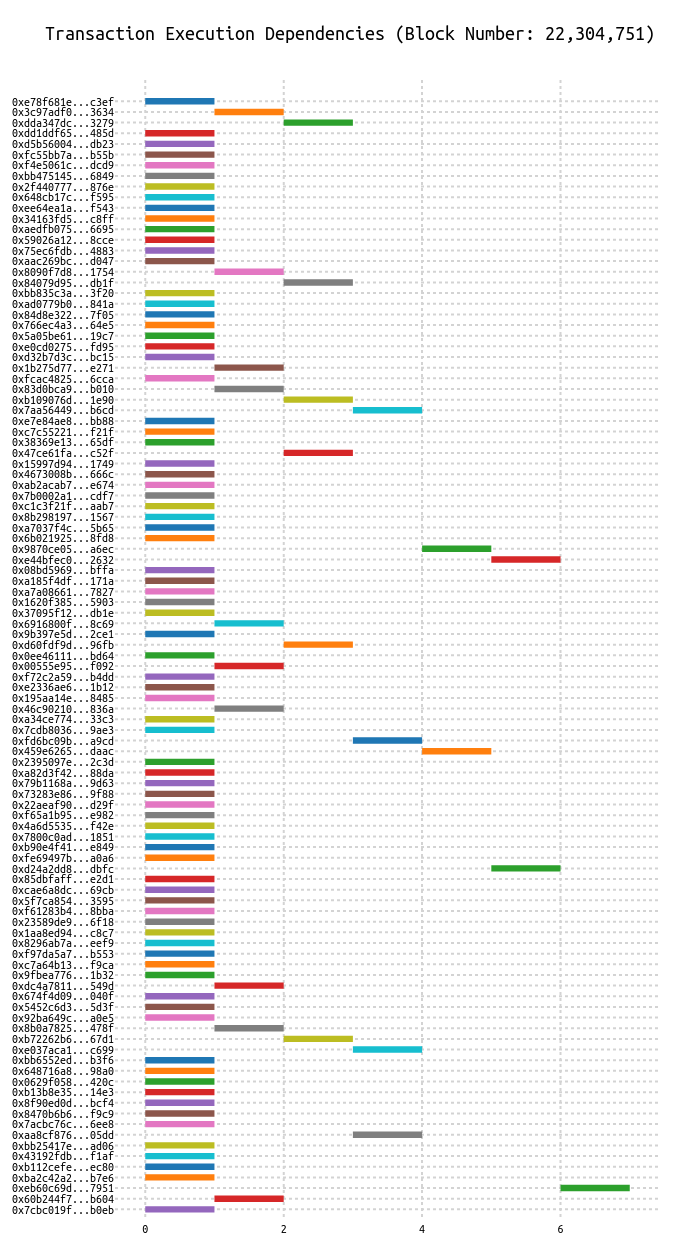 Transaction Execution Dependencies (Block Number: 22,304,751)
0xe78f681e...c3ef
0x3c97adf0...3634
0xdda347dc...3279
0xdd1ddf65...485d
0xd5b56004...db23
0xfc55bb7a...b55b
0xf4e5061c...dcd9
0xbb475145...6849
0x2f440777...876e
0x648cb17c...f595
0xee64ea1a...f543
0x34163fd5...c8ff
0xaedfb075...6695
0x59026a12...8cce
0x75ec6fdb...4883
0xaac269bc...d047
0x8090f7d8...1754
0x84079d95...db1f
0xbb835c3a...3f20
0xad0779b0...841a
0x84d8e322...7f05
0x766ec4a3...64e5
0x5a05be61...19c7
0xe0cd0275...fd95
0xd32b7d3c...bc15
0x1b275d77...e271
0xfcac4825...6cca
0x83d0bca9...b010
0xb109076d...1e90
0x7aa56449...b6cd
0xe7e84ae8...bb88
0xc7c55221...f21f
0x38369e13...65df
0x47ce61fa...c52f
0x15997d94...1749
0x4673008b...666c
0xab2acab7...e674
0x7b0002a1...cdf7
0xc1c3f21f...aab7
0x8b298197...1567
0xa7037f4c...5b65
0x6b021925...8fd8
0x9870ce05...a6ec
0xe44bfec0...2632
0x08bd5969...bffa
0xa185f4df...171a
0xa7a08661...7827
0x1620f385...5903
0x37095f12...db1e
0x6916800f...8c69
0x9b397e5d...2ce1
0xd60fdf9d...96fb
0x0ee46111...bd64
0x00555e95...f092
0xf72c2a59...b4dd
0xe2336ae6...1b12
0x195aa14e...8485
0x46c90210...836a
0xa34ce774...33c3
0x7cdb8036...9ae3
0xfd6bc09b...a9cd
0x459e6265...daac
0x2395097e...2c3d
0xa82d3f42...88da
0x79b1168a...9d63
0x73283e86...9f88
0x22aeaf90...d29f
0xf65a1b95...e982
0x4a6d5535...f42e
0x7800c0ad...1851
0xb90e4f41...e849
0xfe69497b...a0a6
0xd24a2dd8...dbfc
0x85dbfaff...e2d1
0xcae6a8dc...69cb
0x5f7ca854...3595
0xf61283b4...8bba
0x23589de9...6f18
0x1aa8ed94...c8c7
0x8296ab7a...eef9
0xf97da5a7...b553
0xc7a64b13...f9ca
0x9fbea776...1b32
0xdc4a7811...549d
0x674f4d09...040f
0x5452c6d3...5d3f
0x92ba649c...a0e5
0x8b0a7825...478f
0xb72262b6...67d1
0xe037aca1...c699
0xbb6552ed...b3f6
0x648716a8...98a0
0x0629f058...420c
0xb13b8e35...14e3
0x8f90ed0d...bcf4
0x8470b6b6...f9c9
0x7acbc76c...6ee8
0xaa8cf876...05dd
0xbb25417e...ad06
0x43192fdb...f1af
0xb112cefe...ec80
0xba2c42a2...b7e6
0xeb60c69d...7951
0x60b244f7...b604
0x7cbc019f...b0eb
0 2 4 6